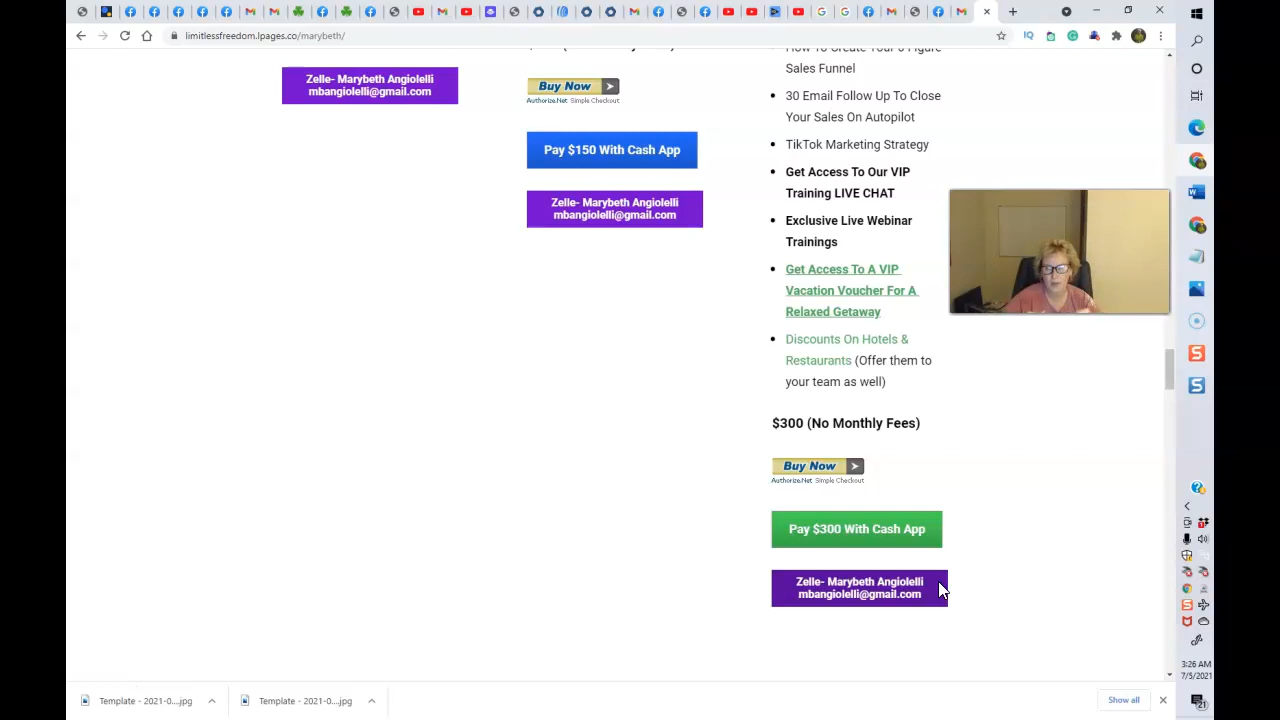 limitlessfreedom.lpages.co/marybeth/
Zelle- Marybeth Angiolelli
mbangiolelli@gmail.com
Buy Now
Authorize.Net Simple Checkout
Pay $150 With Cash App
Zelle- Marybeth Angiolelli
mbangiolelli@gmail.com
How To Create Your 6 Figure
Sales Funnel
30 Email Follow Up To Close
Your Sales On Autopilot
TikTok Marketing Strategy
Get Access To Our VIP
Training LIVE CHAT
Exclusive Live Webinar
Trainings
Get Access To A VIP
Vacation Voucher For A
Relaxed Getaway
Discounts On Hotels &
Restaurants (Offer them to
your team as well)
$300 (No Monthly Fees)
Buy Now
Authorize.Net Simple Checkout
Pay $300 With Cash App
Zelle- Marybeth Angiolelli
mbangiolelli@gmail.com
3:26 AM
7/5/2021
21
Template - 2021-0....jpg
Template - 2021-0....jpg
Show all